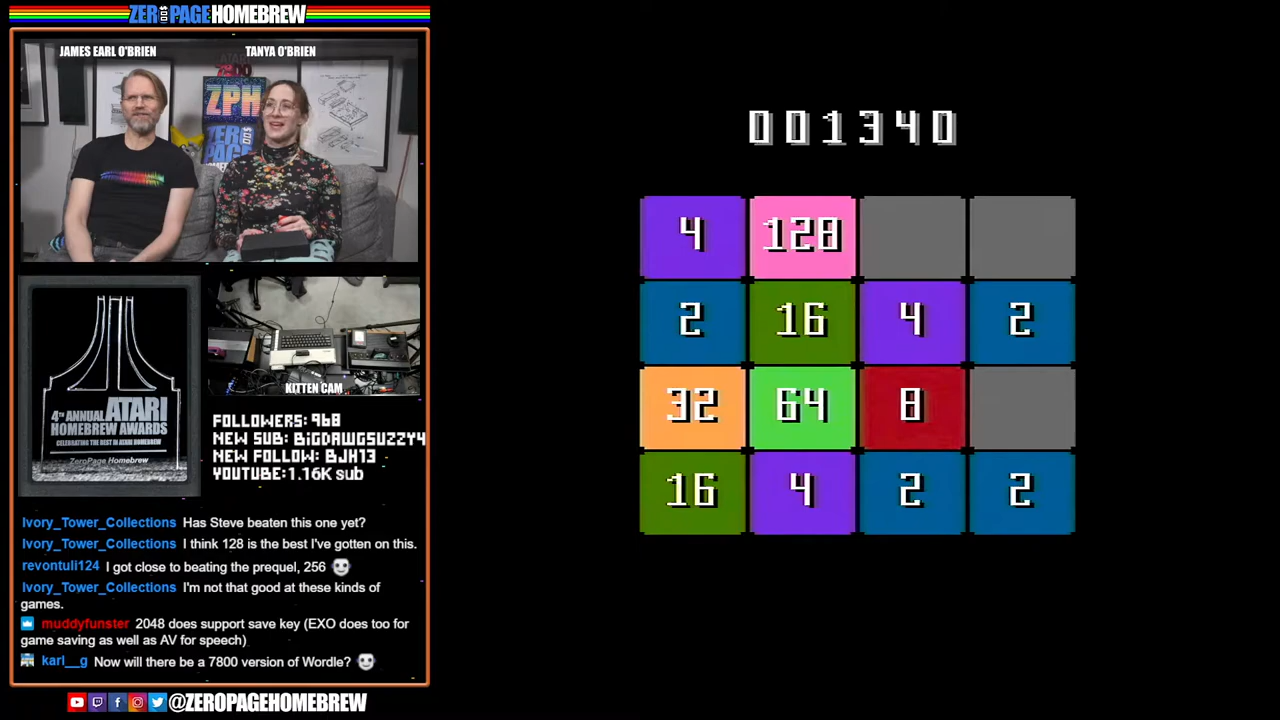 ZEROPAGE HOMEBREW
JAMES EARL O'BRIEN
TANYA O'BRIEN
ZPH
4TH ANNUAL ATARI
HOMEBREW AWARDS
CELEBRATING THE BEST IN ATARI HOMEBREW
ZeroPage Homebrew
KITTEN CAM
FOLLOWERS: 968
NEW SUB: BIGDAWGSUZZY4
NEW FOLLOW: BJH13
YOUTUBE:1.16K sub
Ivory_Tower_Collections Has Steve beaten this one yet?
Ivory_Tower_Collections I think 128 is the best I've gotten on this.
revontuli124 I got close to beating the prequel, 256
Ivory_Tower_Collections I'm not that good at these kinds of
games.
muddyfunster 2048 does support save key (EXO does too for
game saving as well as AV for speech)
karl__g Now will there be a 7800 version of Wordle?
@ZEROPAGEHOMEBREW
001340
4 128
2 16 4 2
32 64 8
16 4 2 2